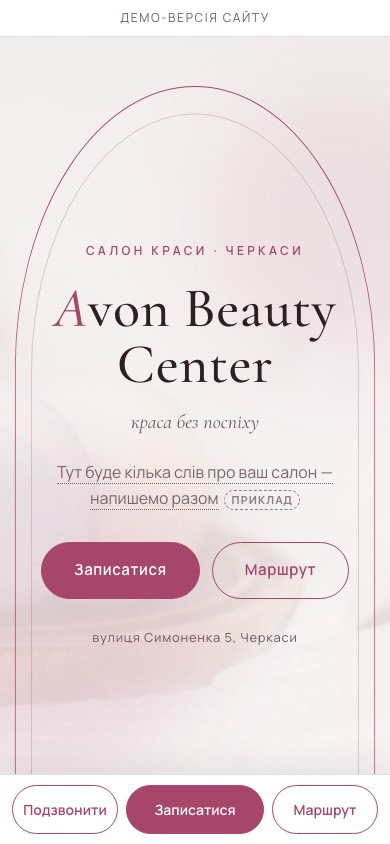 ДЕМО-ВЕРСІЯ САЙТУ
САЛОН КРАСИ · ЧЕРКАСИ
Avon Beauty
Center
краса без поспіху
Тут буде кілька слів про ваш салон —
напишемо разом ПРИКЛАД
Записатися Маршрут
вулиця Симоненка 5, Черкаси
Подзвонити Записатися Маршрут